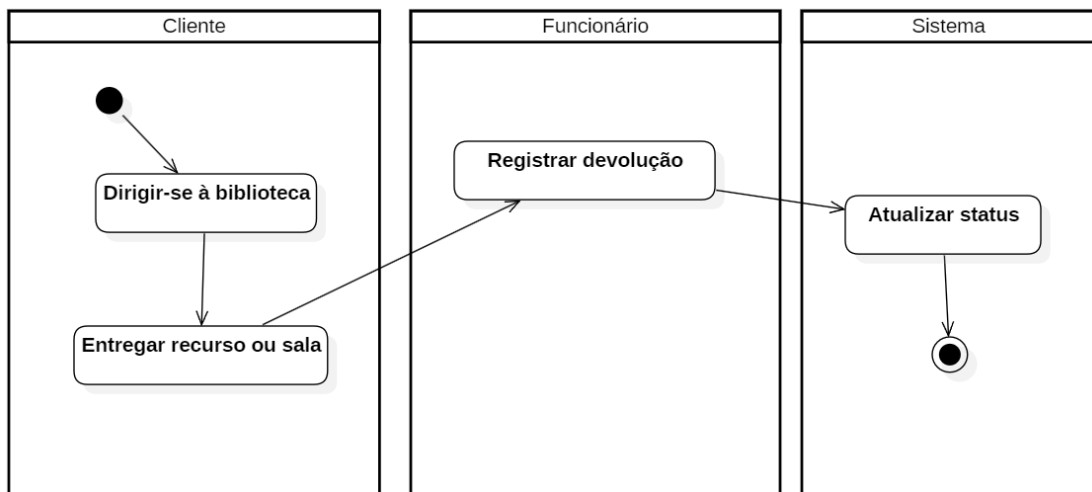 Cliente
Funcionário
Sistema
Dirigir-se à biblioteca
Entregar recurso ou sala
Registrar devolução
Atualizar status